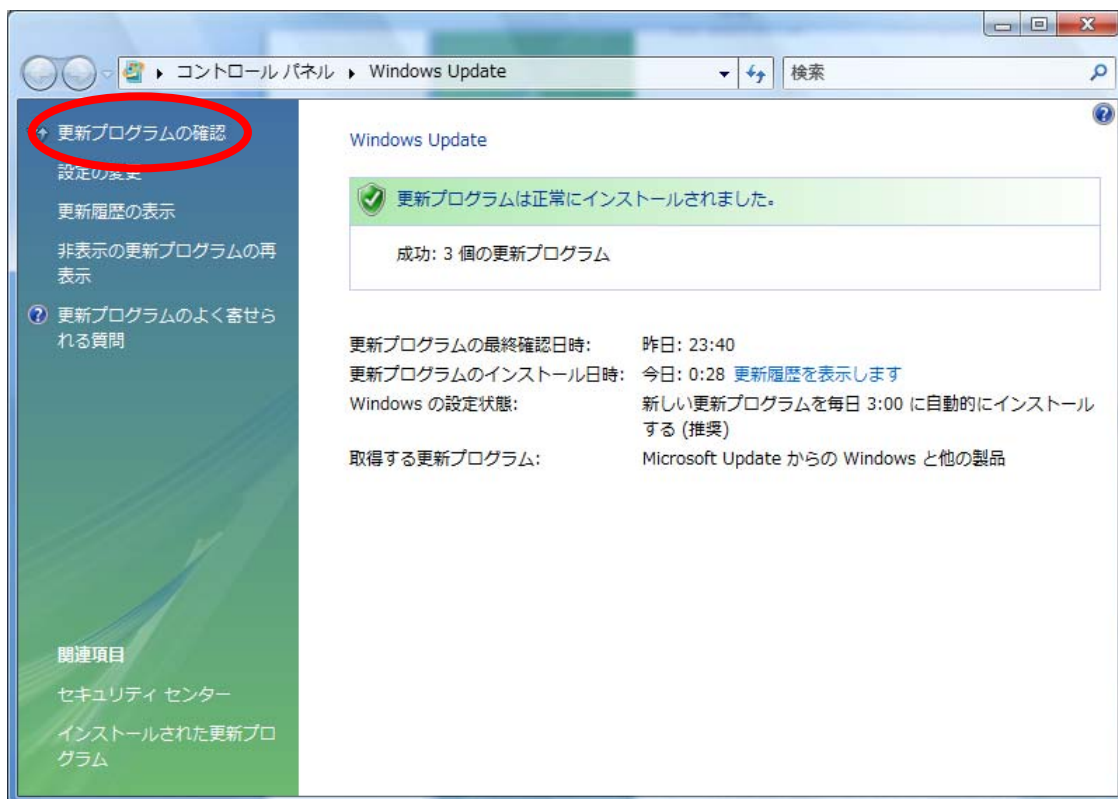 コントロール パネル ▸ Windows Update
検索
更新プログラムの確認
設定の変更
更新履歴の表示
非表示の更新プログラムの再
表示
更新プログラムのよく寄せら
れる質問
関連項目
セキュリティ センター
インストールされた更新プロ
グラム
Windows Update
更新プログラムは正常にインストールされました。
成功: 3 個の更新プログラム
更新プログラムの最終確認日時: 昨日: 23:40
更新プログラムのインストール日時: 今日: 0:28 更新履歴を表示します
Windows の設定状態: 新しい更新プログラムを毎日 3:00 に自動的にインストール
する (推奨)
取得する更新プログラム: Microsoft Update からの Windows と他の製品